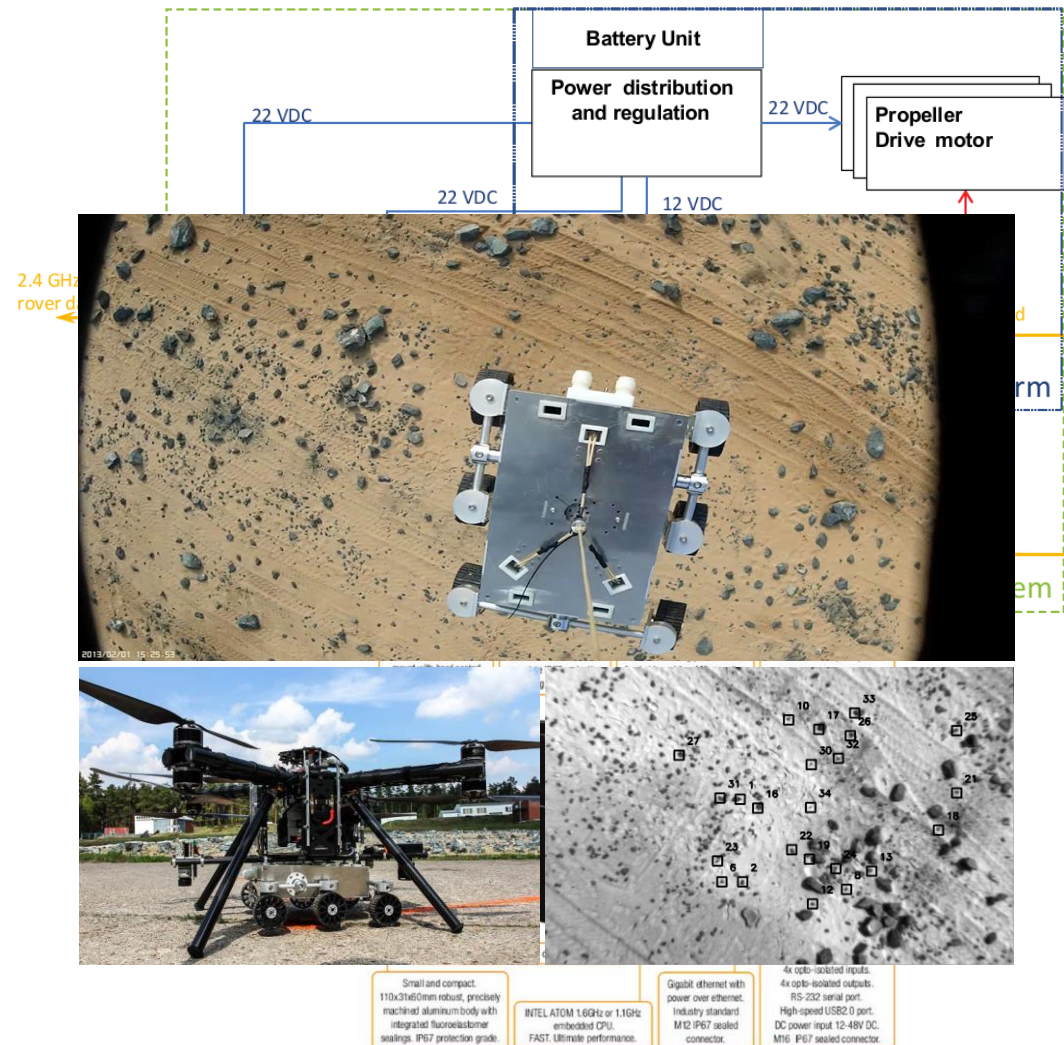 Battery Unit
Power distribution
and regulation
22 VDC
22 VDC
Propeller
Drive motor
22 VDC
12 VDC
2.4 GHz
rover d
d
rm
em
2013/02/01 15:25:53
10
17
33
26
25
27
32
30
21
31
1
16
34
18
22
19
23
24
13
6
2
8
12
Small and compact.
110x31x60mm robust, precisely
machined aluminum body with
integrated fluoroelastomer
sealings. IP67 protection grade.
INTEL ATOM 1.6GHz or 1.1GHz
embedded CPU.
FAST. Ultimate performance.
Gigabit ethernet with
power over ethernet.
Industry standard
M12 IP67 sealed
connector.
4x opto-isolated inputs.
4x opto-isolated outputs.
RS-232 serial port.
High-speed USB2.0 port.
DC power input 12-48V DC.
M16 IP67 sealed connector.